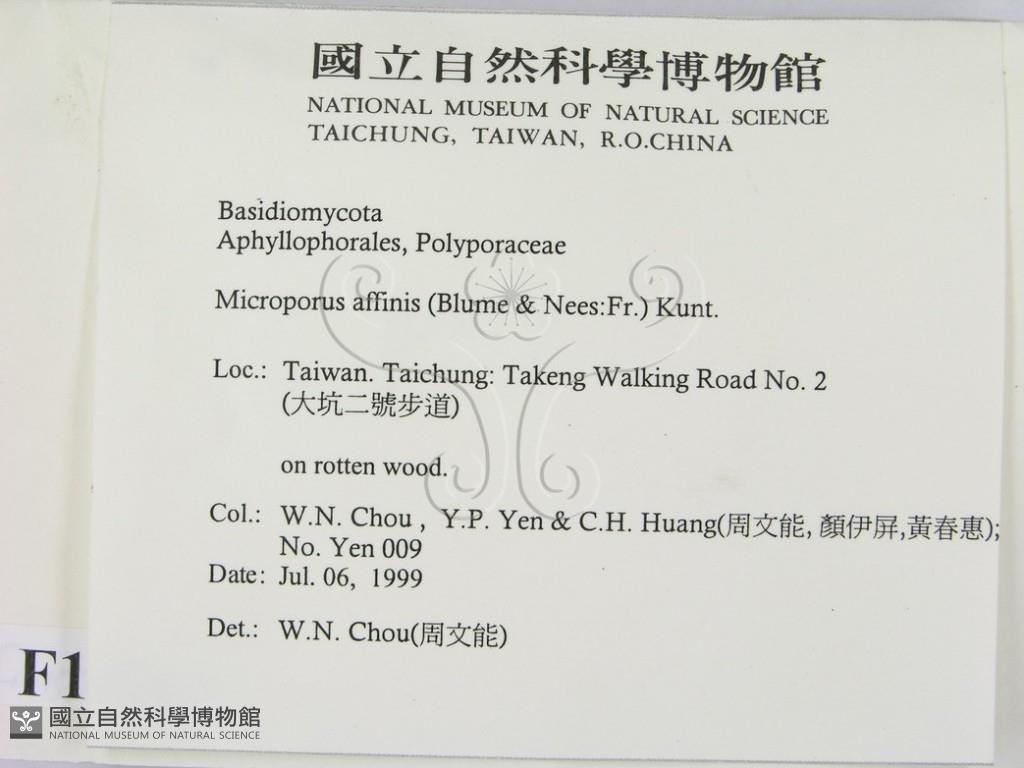 國立自然科學博物館
NATIONAL MUSEUM OF NATURAL SCIENCE
TAICHUNG, TAIWAN, R.O.CHINA
Basidiomycota
Aphyllophorales, Polyporaceae
Microporus affinis (Blume & Nees:Fr.) Kunt.
Loc.: Taiwan. Taichung: Takeng Walking Road No. 2
(大坑二號步道)
on rotten wood.
Col.: W.N. Chou , Y.P. Yen & C.H. Huang(周文能, 顏伊屏,黃春惠);
No. Yen 009
Date: Jul. 06, 1999
Det.: W.N. Chou(周文能)
F1
國立自然科學博物館
NATIONAL MUSEUM OF NATURAL SCIENCE